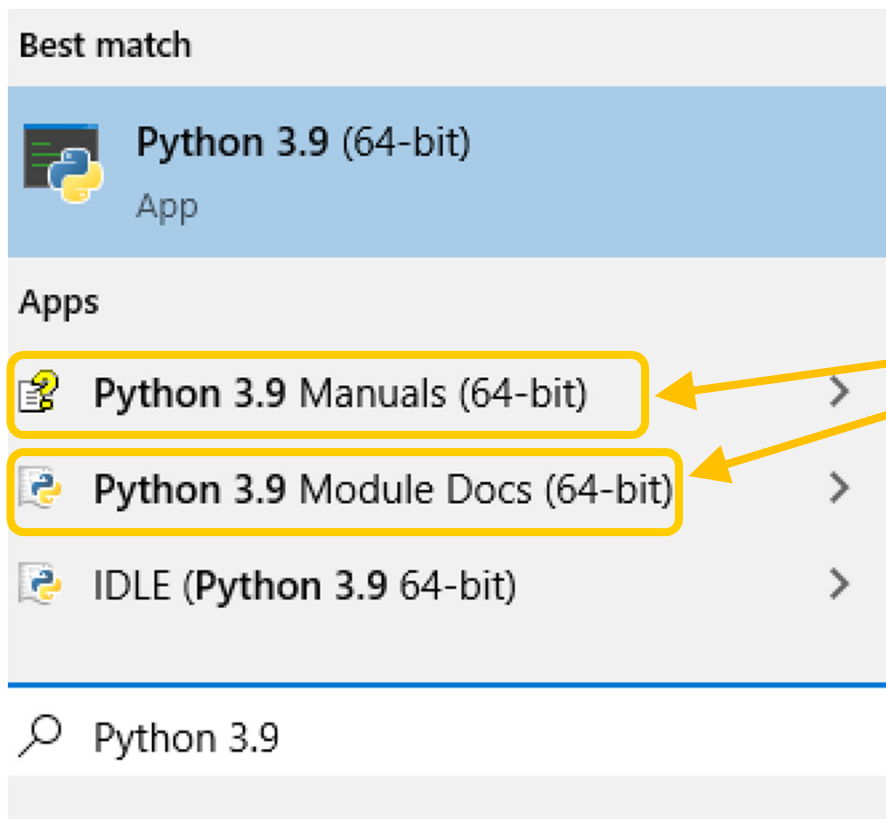 Best match
Python 3.9 (64-bit)
App
Apps
Python 3.9 Manuals (64-bit)
Python 3.9 Module Docs (64-bit)
IDLE (Python 3.9 64-bit)
Python 3.9